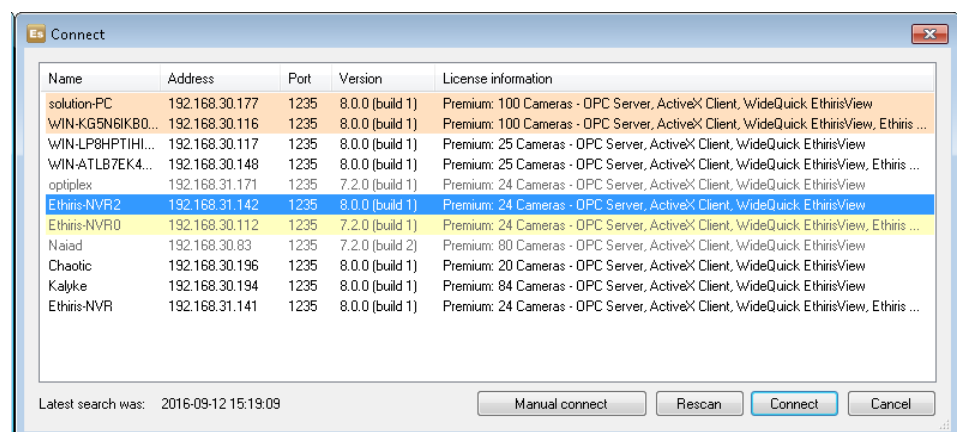 Es Connect
Name Address Port Version License information
solution-PC 192.168.30.177 1235 8.0.0 (build 1) Premium: 100 Cameras - OPC Server, ActiveX Client, WideQuick EthirisView
WIN-KG5N6IKB0... 192.168.30.116 1235 8.0.0 (build 1) Premium: 100 Cameras - OPC Server, ActiveX Client, WideQuick EthirisView, Ethiris ...
WIN-LP8HPTIHI... 192.168.30.117 1235 8.0.0 (build 1) Premium: 25 Cameras - OPC Server, ActiveX Client, WideQuick EthirisView
WIN-ATLB7EK4... 192.168.30.148 1235 8.0.0 (build 1) Premium: 25 Cameras - OPC Server, ActiveX Client, WideQuick EthirisView, Ethiris ...
optiplex 192.168.31.171 1235 7.2.0 (build 1) Premium: 24 Cameras - OPC Server, ActiveX Client, WideQuick EthirisView
Ethiris-NVR2 192.168.31.142 1235 8.0.0 (build 1) Premium: 24 Cameras - OPC Server, ActiveX Client, WideQuick EthirisView
Ethiris-NVR0 192.168.30.112 1235 7.2.0 (build 1) Premium: 24 Cameras - OPC Server, ActiveX Client, WideQuick EthirisView, Ethiris ...
Naiad 192.168.30.83 1235 7.2.0 (build 2) Premium: 80 Cameras - OPC Server, ActiveX Client, WideQuick EthirisView
Chaotic 192.168.30.196 1235 8.0.0 (build 1) Premium: 20 Cameras - OPC Server, ActiveX Client, WideQuick EthirisView
Kalyke 192.168.30.194 1235 8.0.0 (build 1) Premium: 84 Cameras - OPC Server, ActiveX Client, WideQuick EthirisView
Ethiris-NVR 192.168.31.141 1235 8.0.0 (build 1) Premium: 24 Cameras - OPC Server, ActiveX Client, WideQuick EthirisView, Ethiris ...
Latest search was: 2016-09-12 15:19:09 Manual connect Rescan Connect Cancel